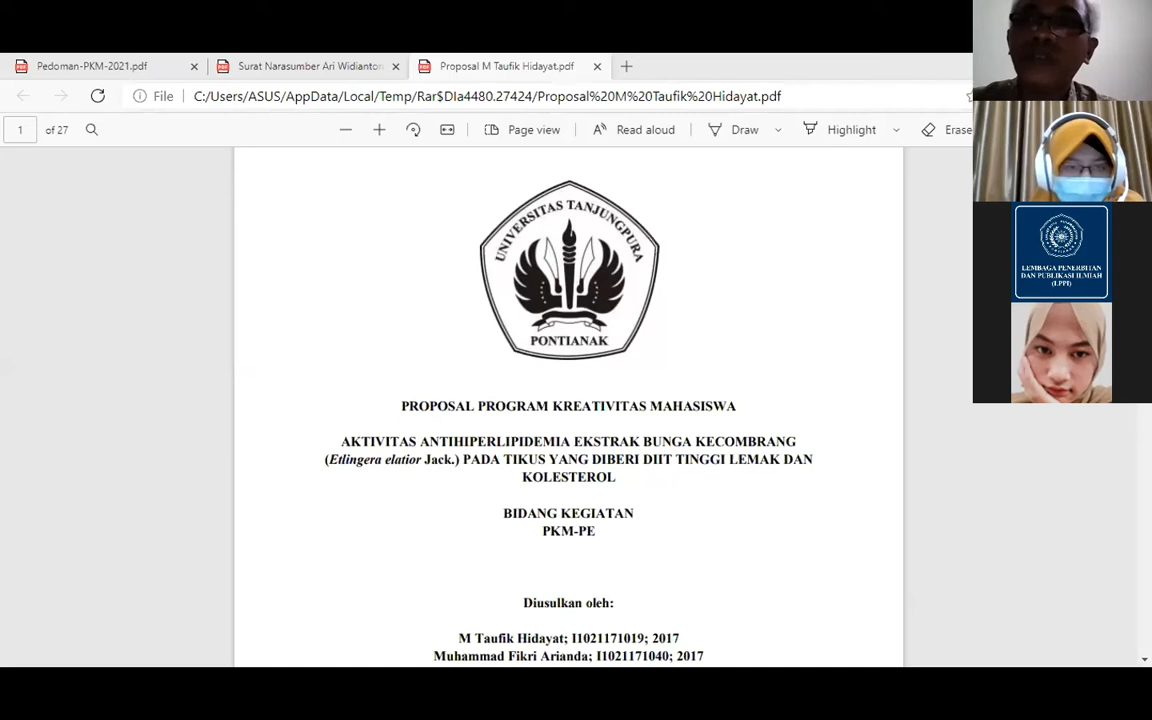 Pedoman-PKM-2021.pdf
Surat Narasumber Ari Widiantoro
Proposal M Taufik Hidayat.pdf
File
C:/Users/ASUS/AppData/Local/Temp/Rar$DIa4480.27424/Proposal%20M%20Taufik%20Hidayat.pdf
1 of 27
Page view
Read aloud
Draw
Highlight
Erase
UNIVERSITAS TANJUNGPURA
PONTIANAK
PROPOSAL PROGRAM KREATIVITAS MAHASISWA
AKTIVITAS ANTIHIPERLIPIDEMIA EKSTRAK BUNGA KECOMBRANG
(Etlingera elatior Jack.) PADA TIKUS YANG DIBERI DIIT TINGGI LEMAK DAN
KOLESTEROL
BIDANG KEGIATAN
PKM-PE
Diusulkan oleh:
M Taufik Hidayat; I1021171019; 2017
Muhammad Fikri Arianda; I1021171040; 2017
LEMBAGA PENERBITAN
DAN PUBLIKASI ILMIAH
(LPPI)